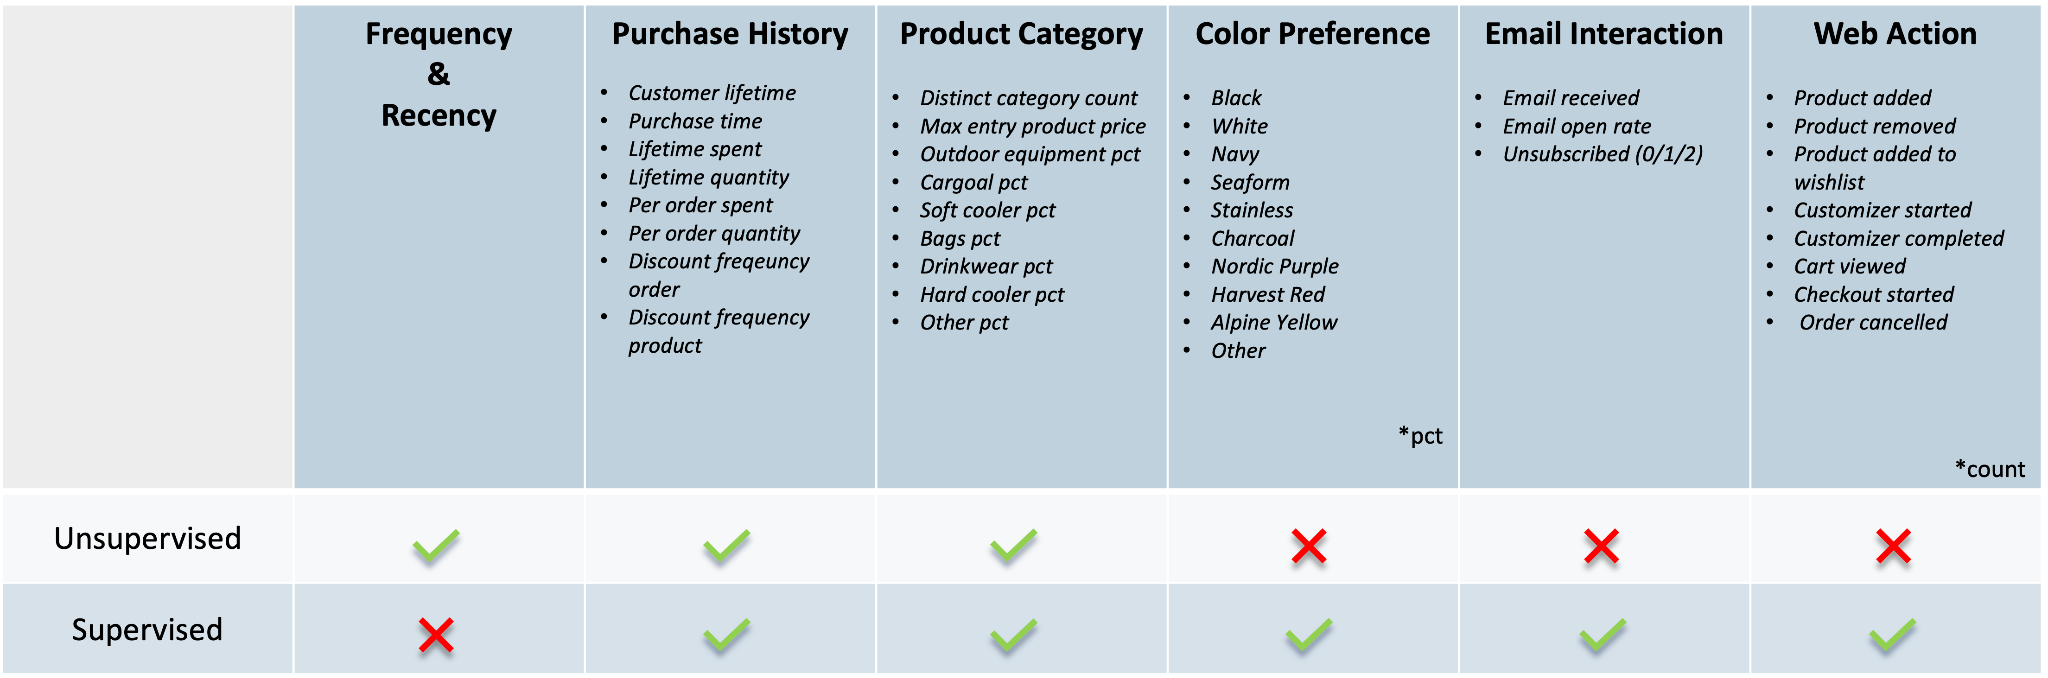 Frequency
&
Recency
Purchase History
• Customer lifetime
• Purchase time
• Lifetime spent
• Lifetime quantity
• Per order spent
• Per order quantity
• Discount freqeuncy
order
• Discount frequency
product
Product Category
• Distinct category count
• Max entry product price
• Outdoor equipment pct
• Cargoal pct
• Soft cooler pct
• Bags pct
• Drinkwear pct
• Hard cooler pct
• Other pct
Color Preference
• Black
• White
• Navy
• Seaform
• Stainless
• Charcoal
• Nordic Purple
• Harvest Red
• Alpine Yellow
• Other
*pct
Email Interaction
• Email received
• Email open rate
• Unsubscribed (0/1/2)
Web Action
• Product added
• Product removed
• Product added to
wishlist
• Customizer started
• Customizer completed
• Cart viewed
• Checkout started
• Order cancelled
*count
Unsupervised
Supervised